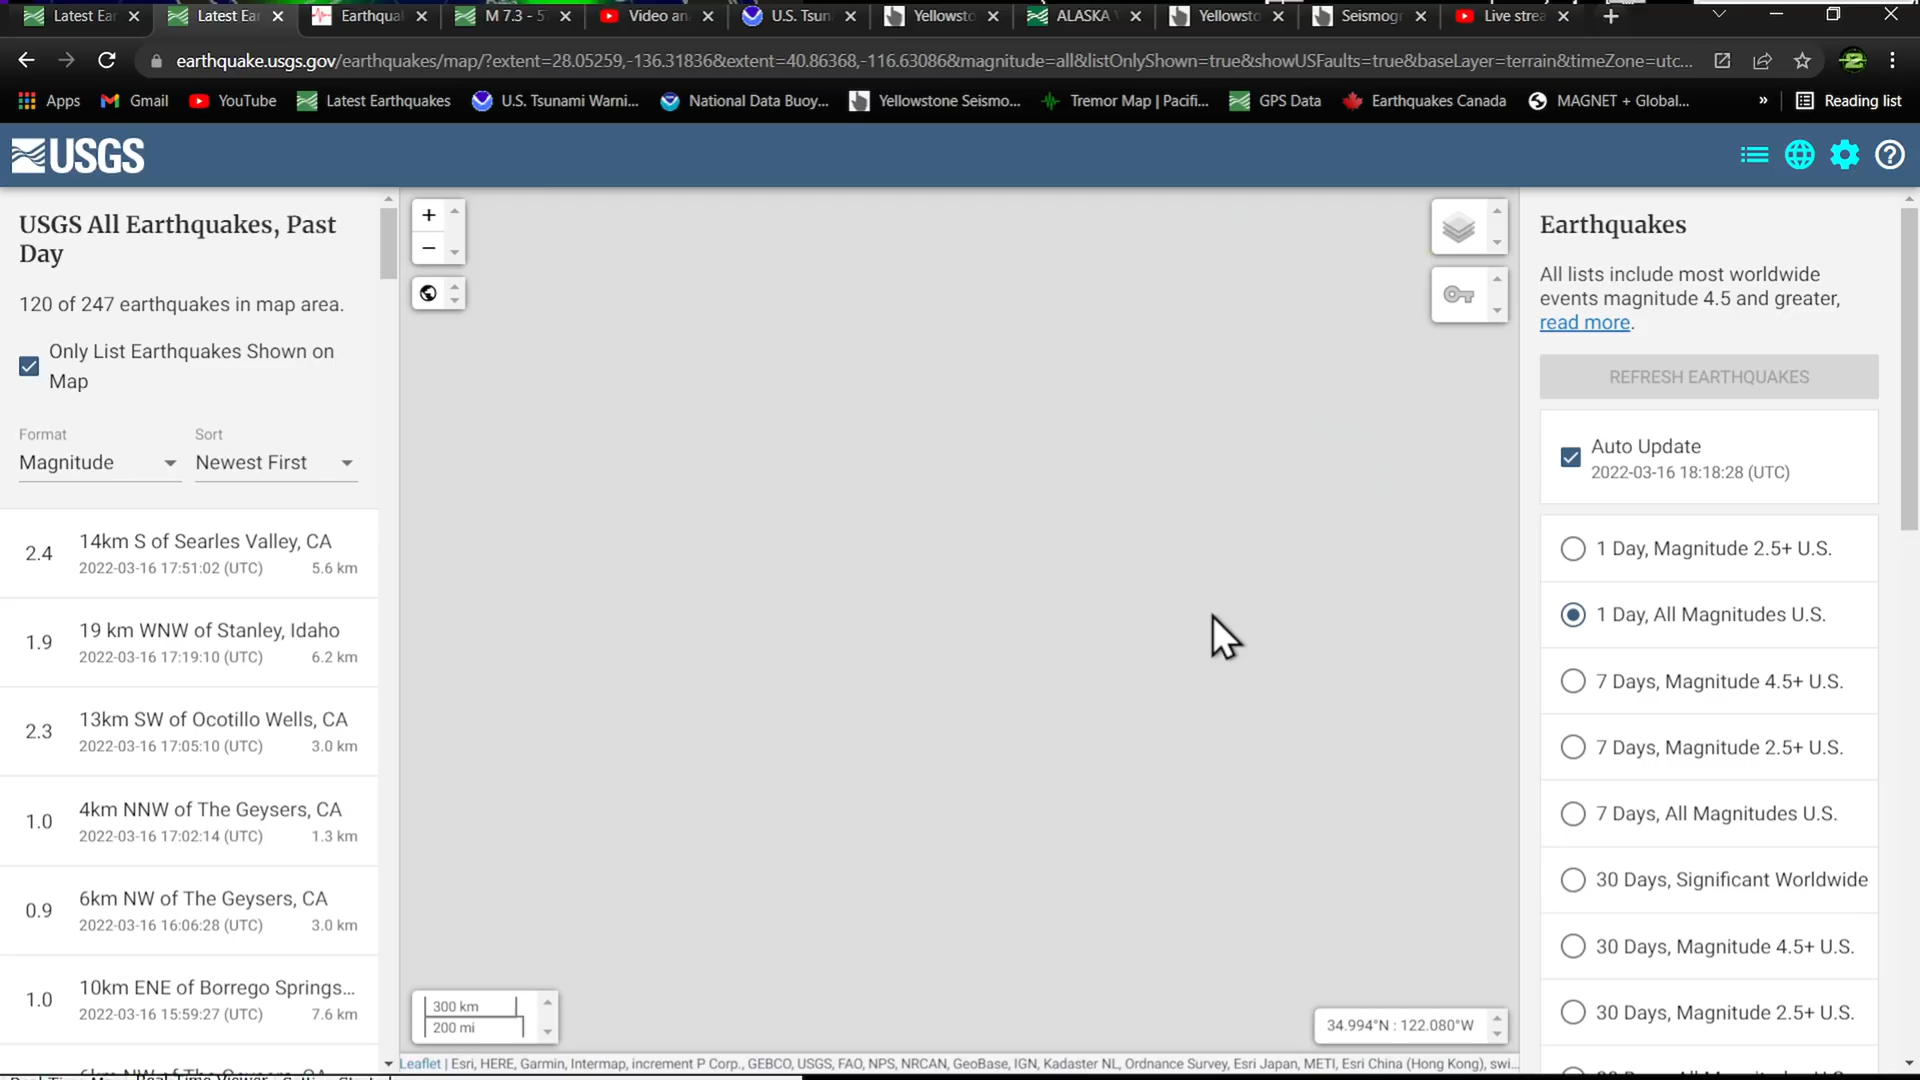 Latest Ear
Latest Ear
Earthqual
M 7.3 - 5
Video an
U.S. Tsun
Yellowsto
ALASKA
Yellowsto
Seismogr
Live strea
earthquake.usgs.gov/earthquakes/map/?extent=28.05259,-136.31836&extent=40.86368,-116.63086&magnitude=all&listOnlyShown=true&showUSFaults=true&baseLayer=terrain&timeZone=utc...
Apps
Gmail
YouTube
Latest Earthquakes
U.S. Tsunami Warni...
National Data Buoy...
Yellowstone Seismo...
Tremor Map | Pacifi...
GPS Data
Earthquakes Canada
MAGNET + Global...
»
Reading list
USGS
USGS All Earthquakes, Past
Day
120 of 247 earthquakes in map area.
Only List Earthquakes Shown on
Map
Format
Sort
Magnitude
Newest First
2.4
14km S of Searles Valley, CA
2022-03-16 17:51:02 (UTC)
5.6 km
1.9
19 km WNW of Stanley, Idaho
2022-03-16 17:19:10 (UTC)
6.2 km
2.3
13km SW of Ocotillo Wells, CA
2022-03-16 17:05:10 (UTC)
3.0 km
1.0
4km NNW of The Geysers, CA
2022-03-16 17:02:14 (UTC)
1.3 km
0.9
6km NW of The Geysers, CA
2022-03-16 16:06:28 (UTC)
3.0 km
1.0
10km ENE of Borrego Springs...
2022-03-16 15:59:27 (UTC)
7.6 km
+
−
300 km
200 mi
34.994°N : 122.080°W
Leaflet | Esri, HERE, Garmin, Intermap, increment P Corp., GEBCO, USGS, FAO, NPS, NRCAN, GeoBase, IGN, Kadaster NL, Ordnance Survey, Esri Japan, METI, Esri China (Hong Kong), swi...
Earthquakes
All lists include most worldwide
events magnitude 4.5 and greater,
read more.
REFRESH EARTHQUAKES
Auto Update
2022-03-16 18:18:28 (UTC)
1 Day, Magnitude 2.5+ U.S.
1 Day, All Magnitudes U.S.
7 Days, Magnitude 4.5+ U.S.
7 Days, Magnitude 2.5+ U.S.
7 Days, All Magnitudes U.S.
30 Days, Significant Worldwide
30 Days, Magnitude 4.5+ U.S.
30 Days, Magnitude 2.5+ U.S.